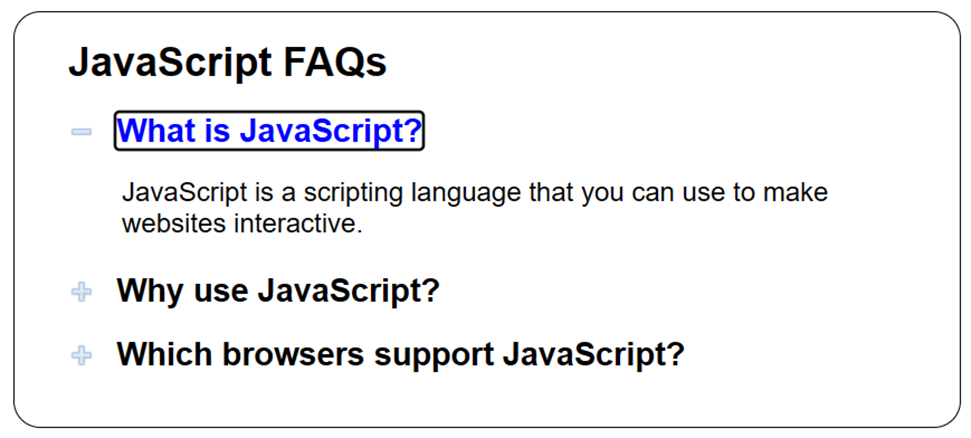 JavaScript FAQs
What is JavaScript?
JavaScript is a scripting language that you can use to make
websites interactive.
Why use JavaScript?
Which browsers support JavaScript?